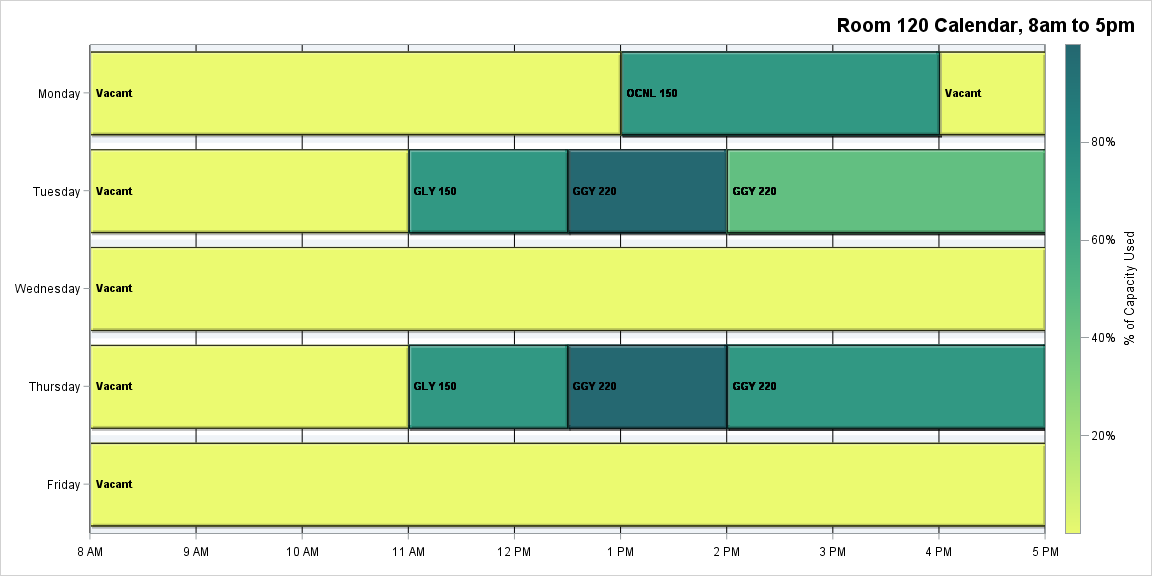 Room 120 Calendar, 8am to 5pm
Monday
Vacant
OCNL 150
Vacant
Tuesday
Vacant
GLY 150
GGY 220
GGY 220
Wednesday
Vacant
Thursday
Vacant
GLY 150
GGY 220
GGY 220
Friday
Vacant
8 AM
9 AM
10 AM
11 AM
12 PM
1 PM
2 PM
3 PM
4 PM
5 PM
80%
60%
40%
20%
% of Capacity Used